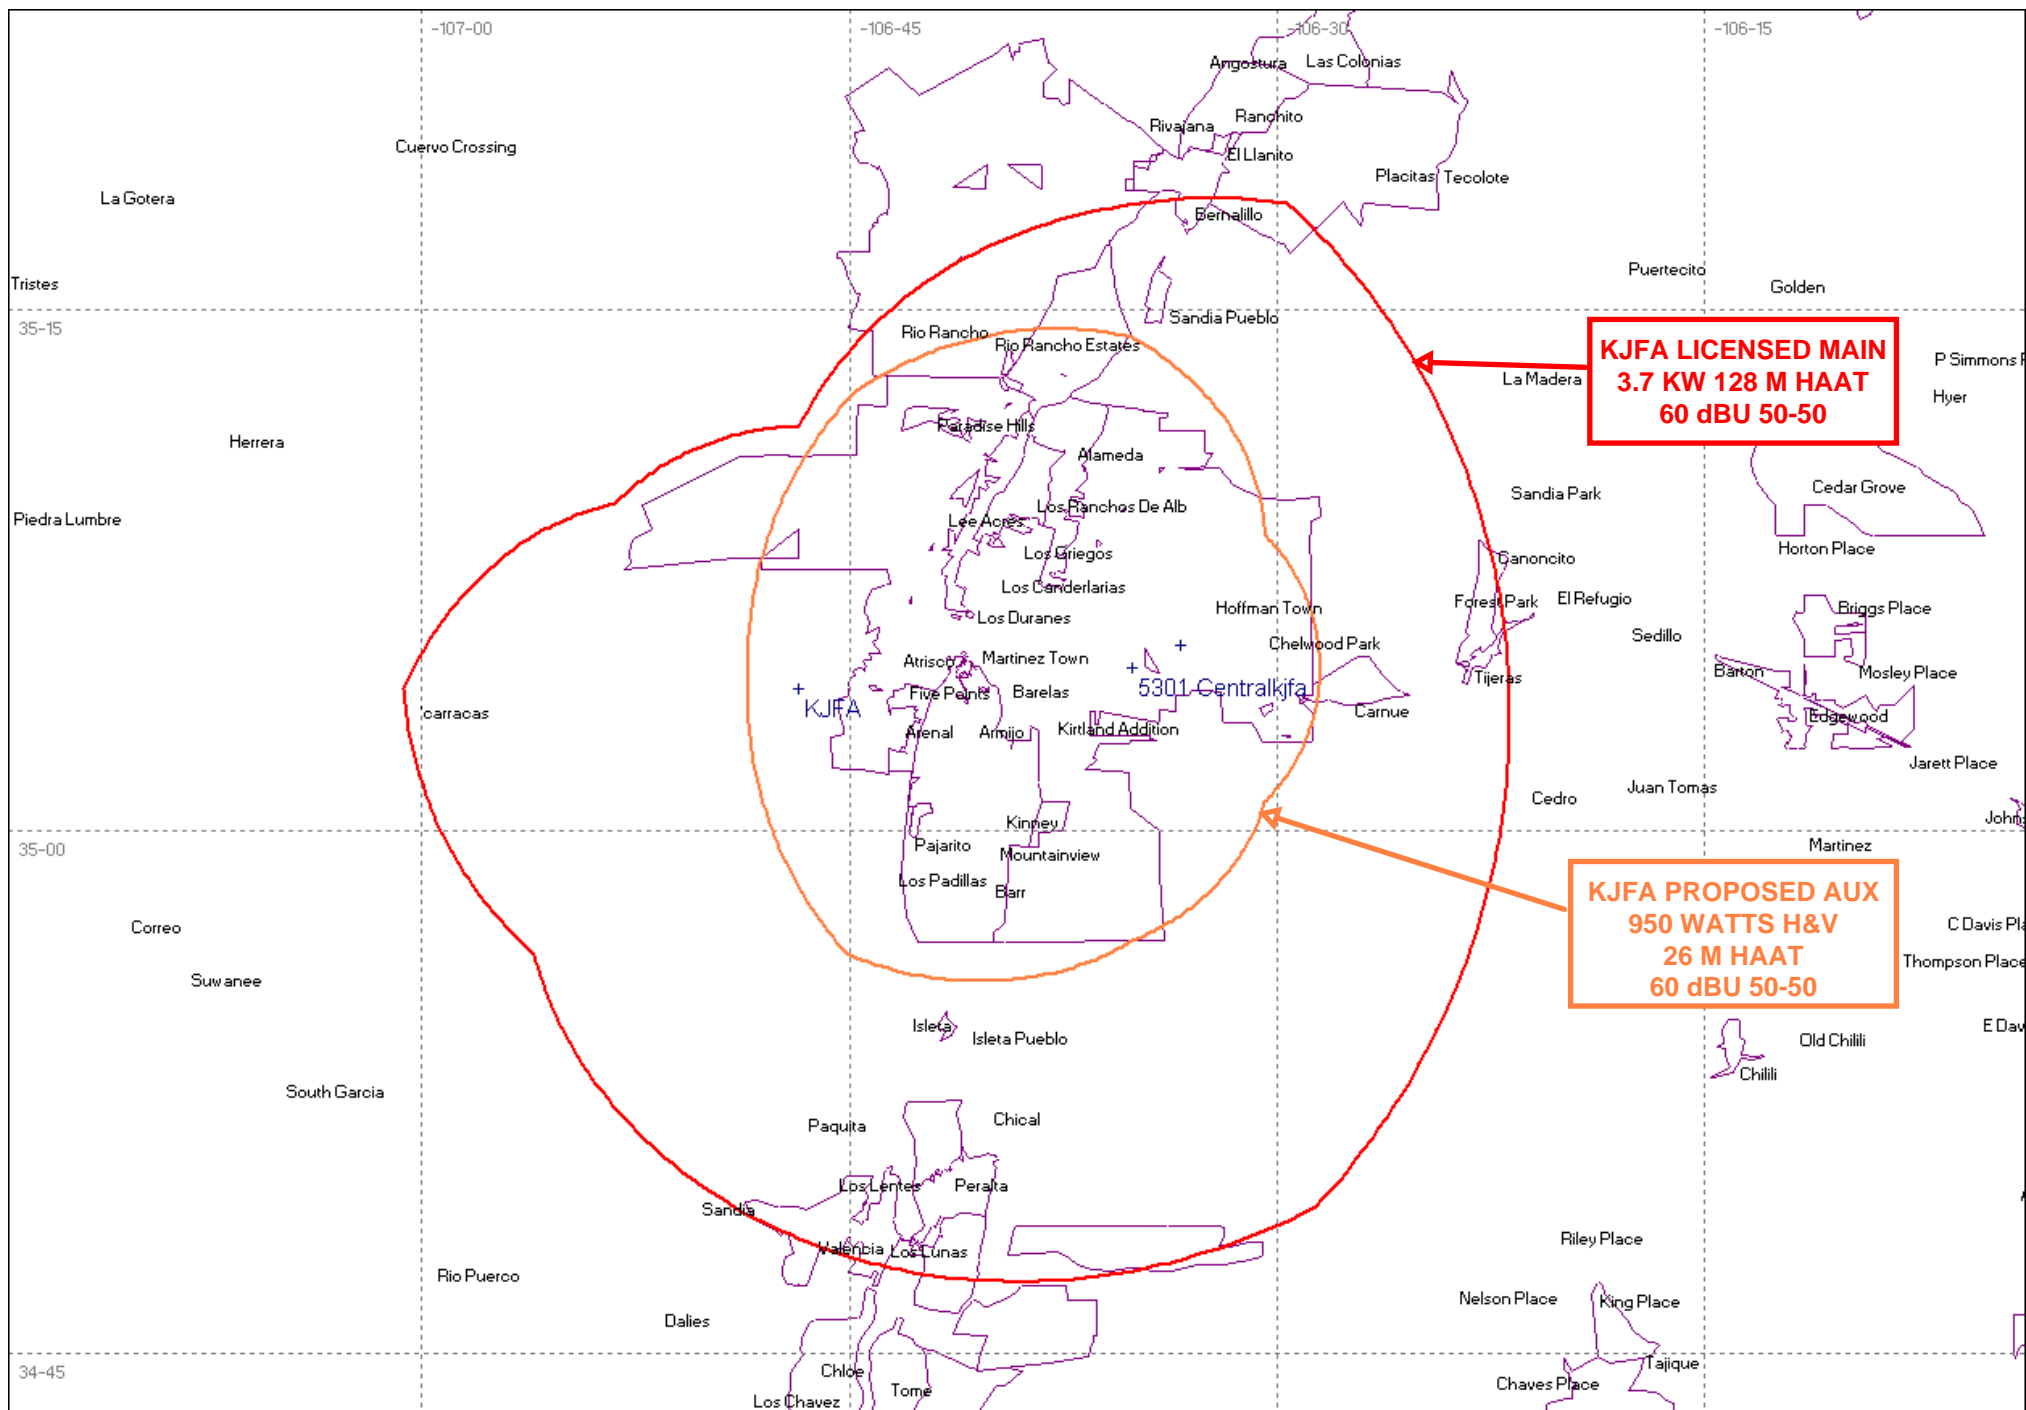 -107-00
-106-45
-106-30
-106-15
Angostura
Las Colonias
Rivajana
Ranchito
Cuervo Crossing
El Llanito
Placitas
Tecolote
La Gotera
Bernalillo
Puertecito
Tristes
Golden
35-15
Sandia Pueblo
Rio Rancho
Rio Rancho Estates
KJFA LICENSED MAIN
3.7 KW 128 M HAAT
60 dBU 50-50
P Simmons
La Madera
Hyer
Paradise Hills
Herrera
Alameda
Cedar Grove
Sandia Park
Los Ranchos De Alb
Piedra Lumbre
Lee Acres
Horton Place
Los Griegos
Canoncito
Los Canderlarias
El Refugio
Forest Park
Hoffman Town
Briggs Place
Los Duranes
Sedillo
Chelwood Park
Atrisco
Martinez Town
Barton
Mosley Place
Tijeras
5301 Centralkjfa
Five Points
Barelas
KJFA
carracas
Carnue
Edgewood
Arenal
Armijo
Kirtland Addition
Jarett Place
Juan Tomas
Cedro
Kinney
John
35-00
Pajarito
Mountainview
Martinez
Los Padillas
Barr
KJFA PROPOSED AUX
950 WATTS H&V
26 M HAAT
60 dBU 50-50
Correo
C Davis Pla
Thompson Place
Suwanee
Isleta
Isleta Pueblo
E Dav
Old Chilili
Chilili
South Garcia
Paquita
Chical
Los Lentes
Peralta
Sandia
Valencia
Los Lunas
Riley Place
Rio Puerco
Nelson Place
King Place
Dalies
34-45
Chloe
Tajique
Tome
Chaves Place
Los Chavez